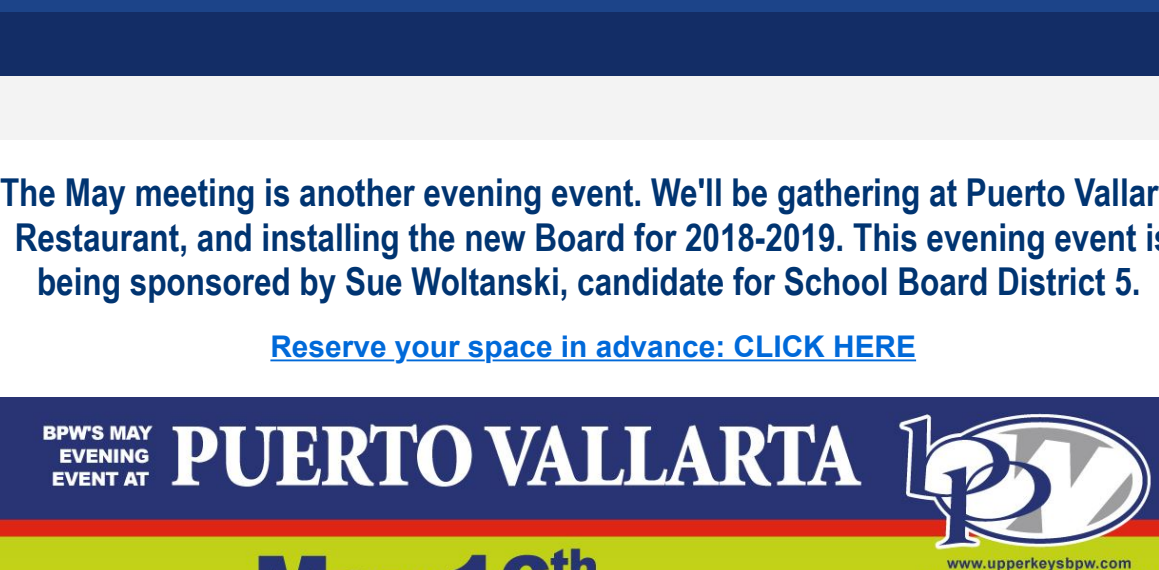 The May meeting is another evening event. We'll be gathering at Puerto Vallar
Restaurant, and installing the new Board for 2018-2019. This evening event is
being sponsored by Sue Woltanski, candidate for School Board District 5.
Reserve your space in advance: CLICK HERE
BPW'S MAY
EVENING
EVENT AT
PUERTO VALLARTA
bpw
www.upperkeysbpw.com